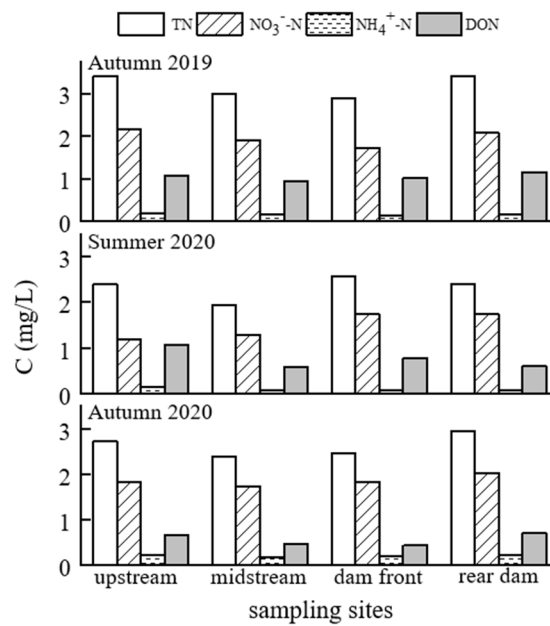 TN NO₃⁻-N NH₄⁺-N DON
Autumn 2019
3
2
1
0
Summer 2020
3
2
1
0
C (mg/L)
Autumn 2020
3
2
1
0
upstream midstream dam front rear dam
sampling sites